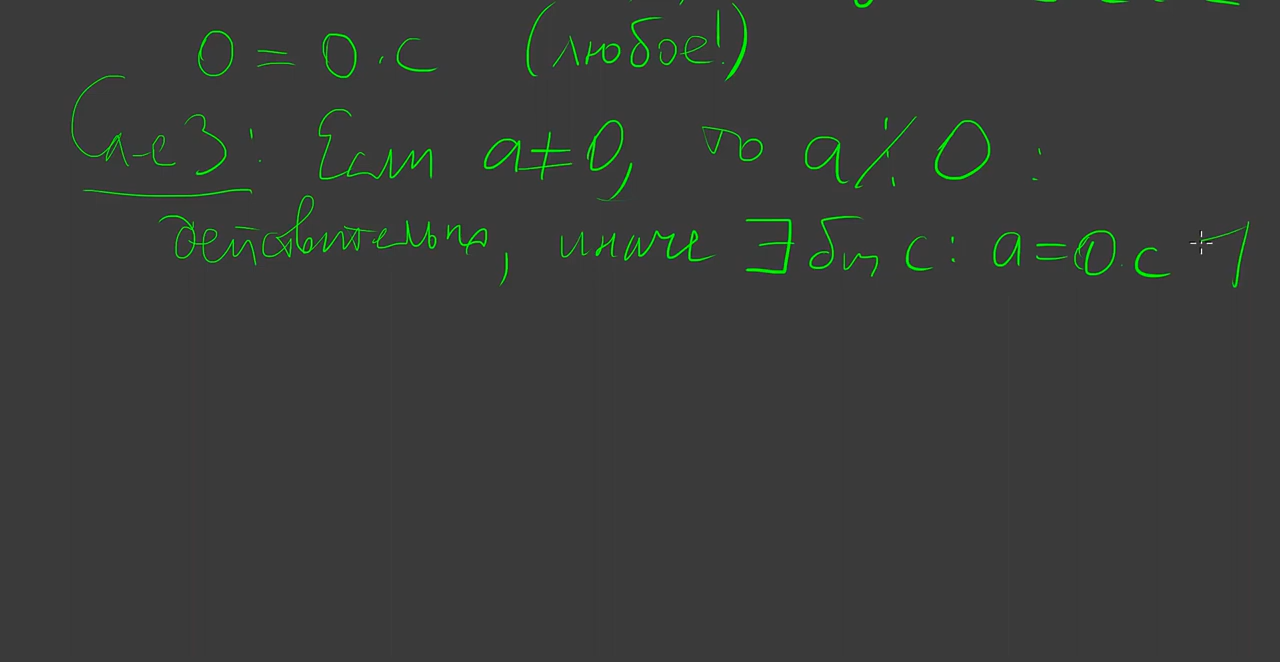 0 = 0·c (любое!)
Сл-е 3: Если a≠0, то a⋮̸0:
действительно, иначе ∃ c: a=0·c